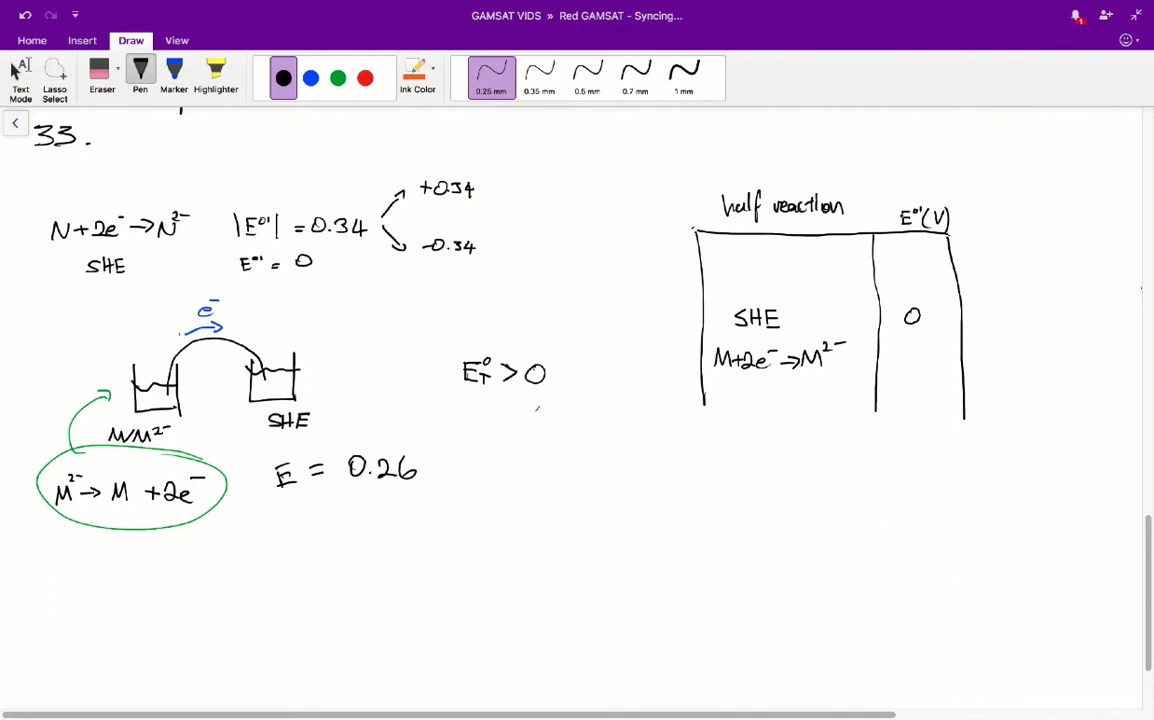 GAMSAT VIDS » Red GAMSAT - Syncing...
1
Home Insert Draw View
Text Mode
Lasso Select
Eraser
Pen
Marker
Highlighter
Ink Color
0.25 mm
0.35 mm
0.5 mm
0.7 mm
1 mm
33.
N+2e⁻→N²⁻ |E°'| = 0.34
+0.34
-0.34
SHE E°' = 0
e⁻
M/M²⁻
SHE
M²⁻→ M +2e⁻
E = 0.26
E°T > 0
half reaction E°'(V)
SHE 0
M+2e⁻→M²⁻